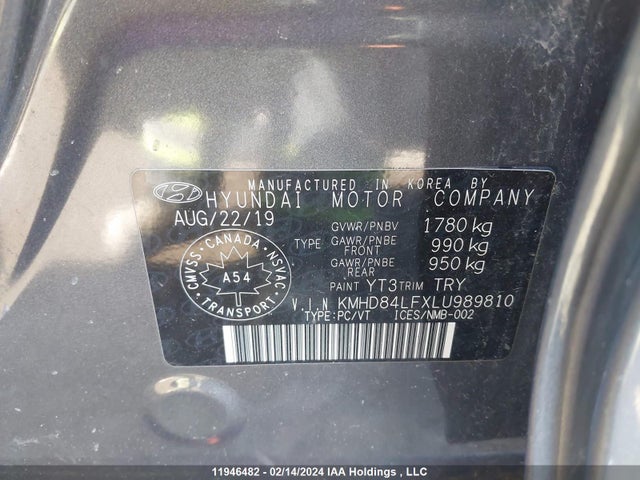 MANUFACTURED IN KOREA BY
HYUNDAI MOTOR COMPANY
AUG/22/19
GVWR/PNBV 1780 kg
TYPE GAWR/PNBE FRONT 990 kg
GAWR/PNBE REAR 950 kg
PAINT YT3 TRIM TRY
CMVSS · CANADA · NSVAC
A54
TRANSPORT
V.I.N KMHD84LFXLU989810
TYPE:PC/VT ICES/NMB-002
11946482 - 02/14/2024 IAA Holdings , LLC